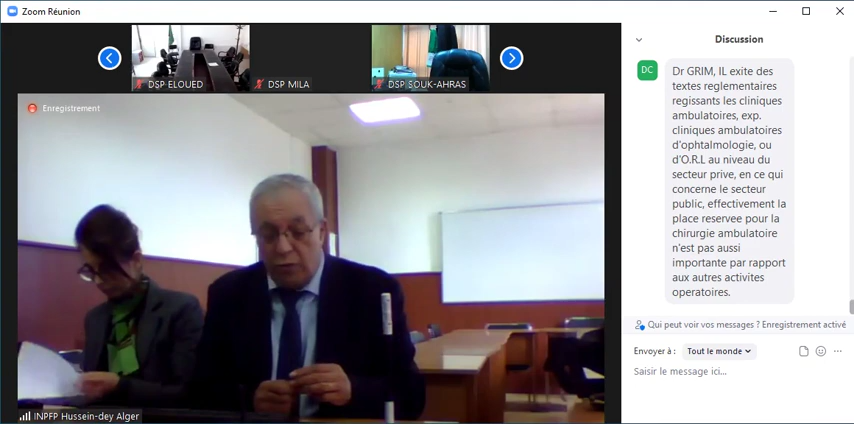 Zoom Réunion
DSP ELOUED
DSP MILA
DSP SOUK-AHRAS
Enregistrement
INPFP Hussein-dey Alger
Discussion
DC
Dr GRIM, IL exite des
textes reglementaires
regissants les cliniques
ambulatoires, exp.
cliniques ambulatoires
d'ophtalmologie, ou
d'O.R.L au niveau du
secteur prive, en ce qui
concerne le secteur
public, effectivement la
place reservee pour la
chirurgie ambulatoire
n'est pas aussi
importante par rapport
aux autres activites
operatoires.
Qui peut voir vos messages ? Enregistrement activé
Envoyer à : Tout le monde
Saisir le message ici...